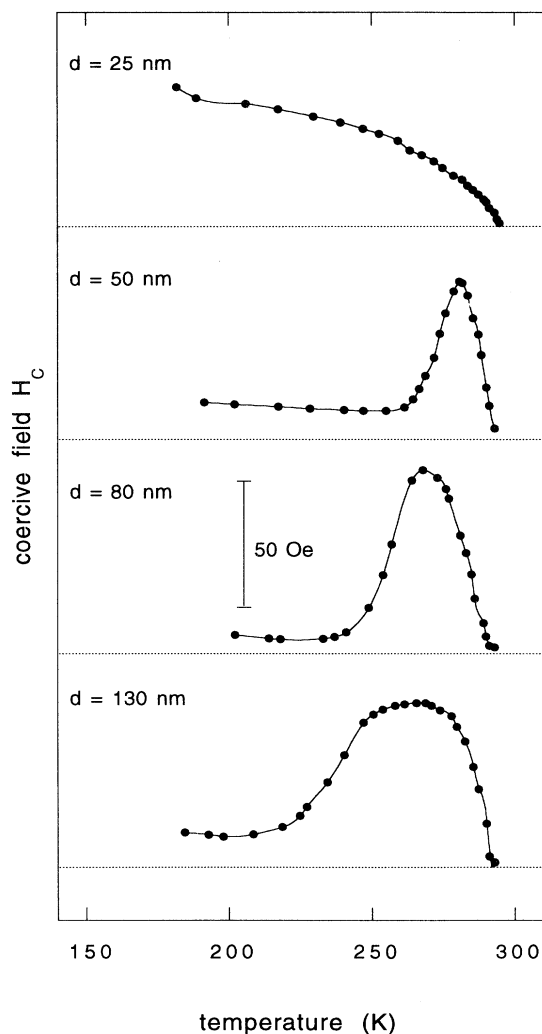 d = 25 nm
d = 50 nm
d = 80 nm
50 Oe
d = 130 nm
coercive field H_C
150 200 250 300
temperature (K)